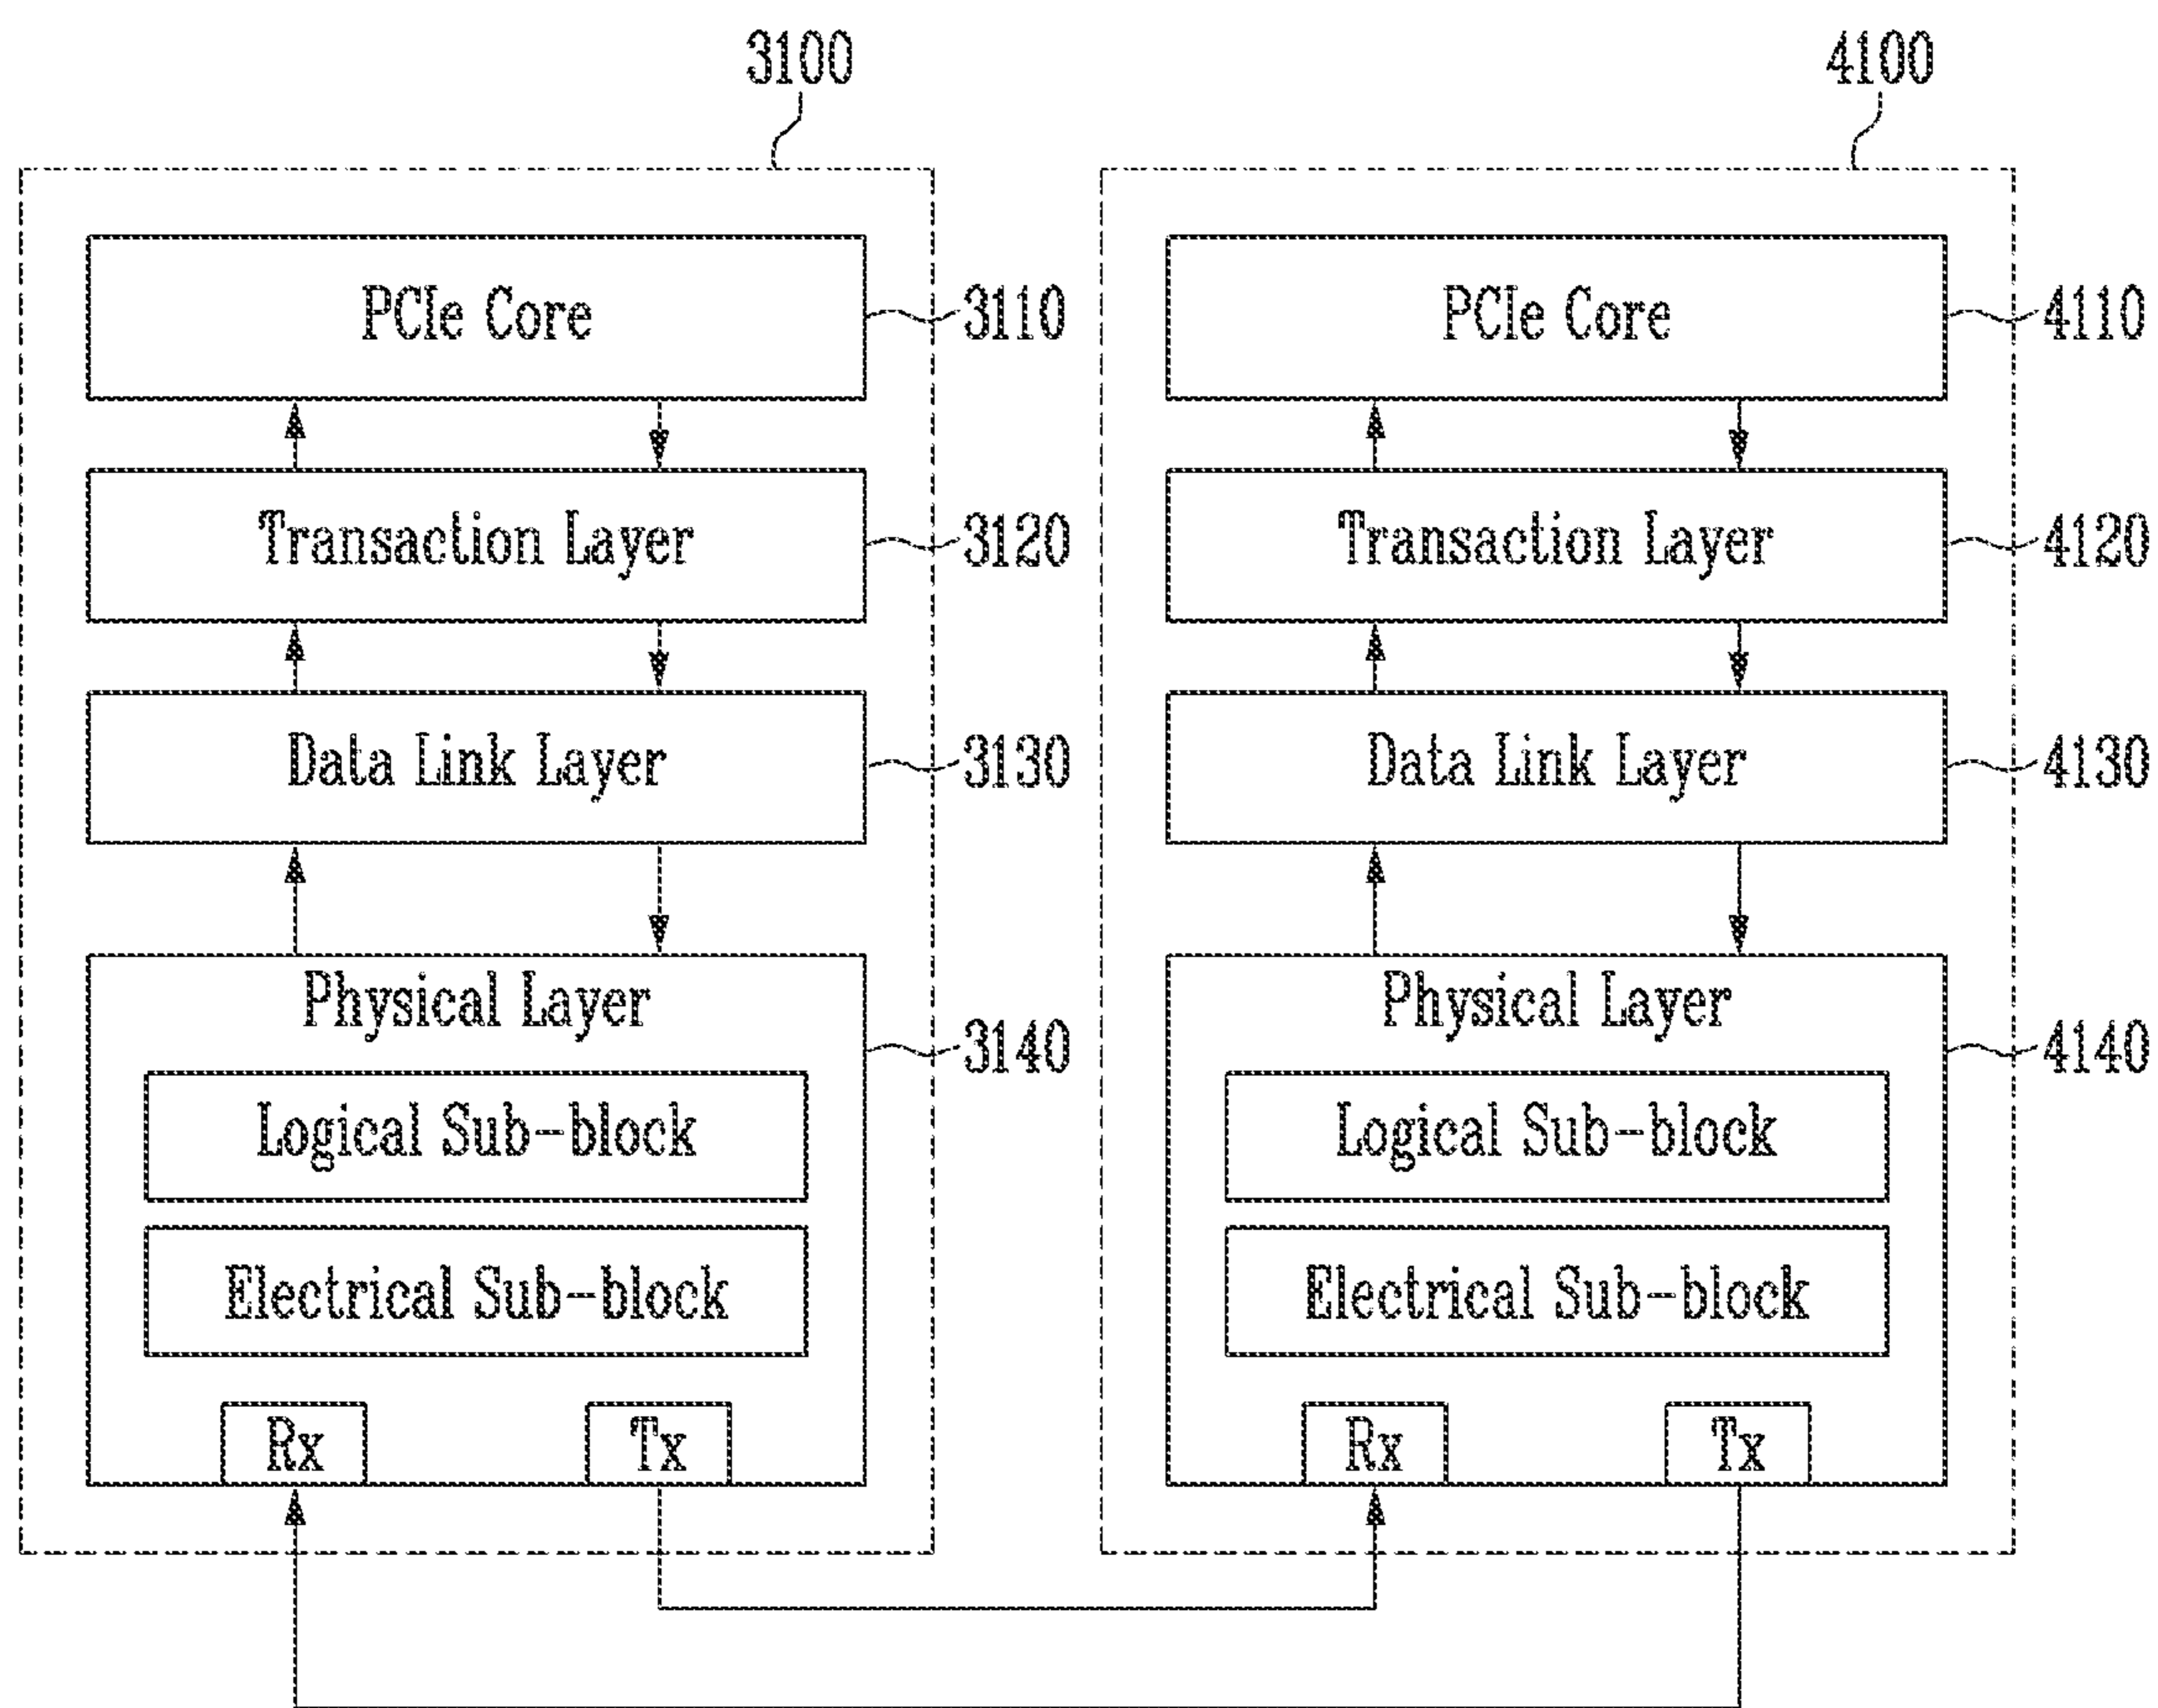 3100
PCIe Core
3110
Transaction Layer
3120
Data Link Layer
3130
Physical Layer
3140
Logical Sub-block
Electrical Sub-block
Rx
Tx
4100
PCIe Core
4110
Transaction Layer
4120
Data Link Layer
4130
Physical Layer
4140
Logical Sub-block
Electrical Sub-block
Rx
Tx